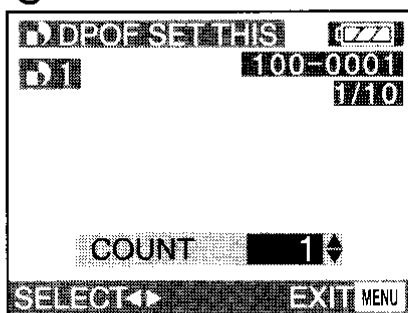 DPOF SET THIS
1 100-0001
1/10
COUNT 1
SELECT◀▶ EXIT MENU